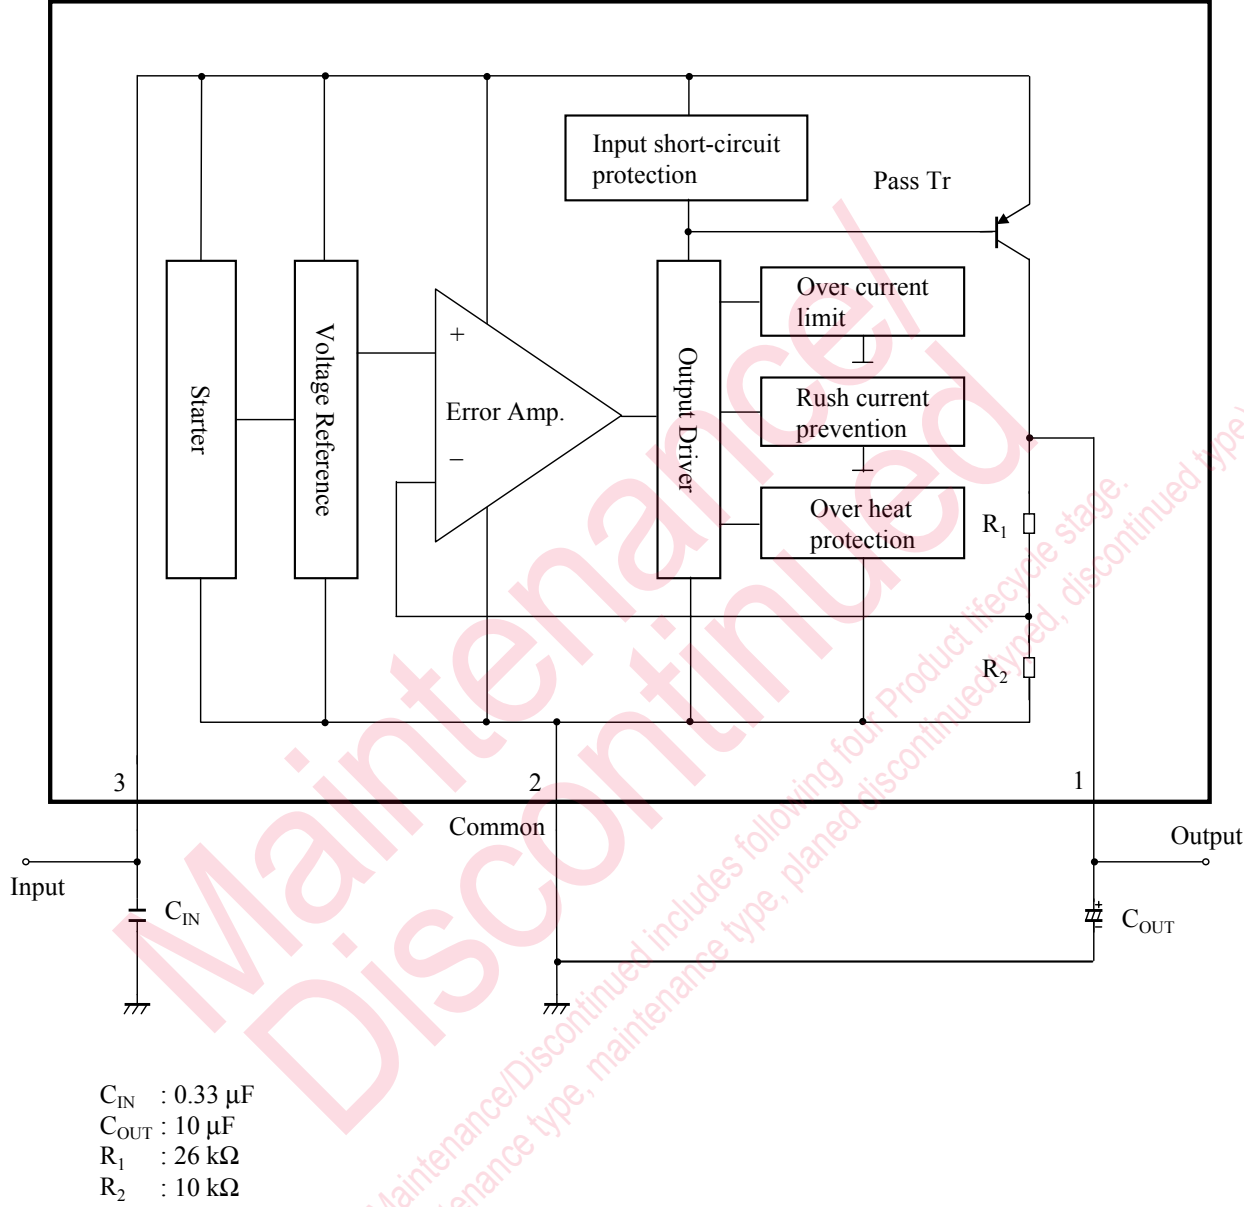 Input short-circuit
protection
Pass Tr
Over current
limit
Starter
Voltage Reference
+
Error Amp.
−
Output Driver
Rush current
prevention
Over heat
protection
R1
R2
3
2
1
Common
Input
Output
CIN
+
COUT
−
CIN : 0.33 μF
COUT : 10 μF
R1 : 26 kΩ
R2 : 10 kΩ
Maintenance/
Discontinued
Maintenance/Discontinued includes following four Product lifecycle stage.
maintenance type, planed discontinued typed, discontinued type)